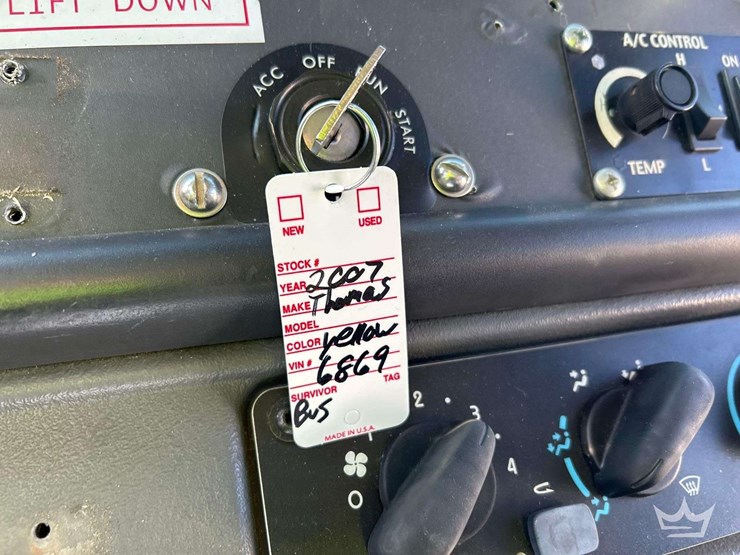 LIFT DOWN
ACC OFF RUN START
A/C CONTROL
H ON
TEMP L
NEW USED
STOCK #
YEAR 2007
MAKE Thomas
MODEL
COLOR yellow
VIN # 6869
SURVIVOR TAG
Bus
MADE IN U.S.A.
0 1 2 3 4